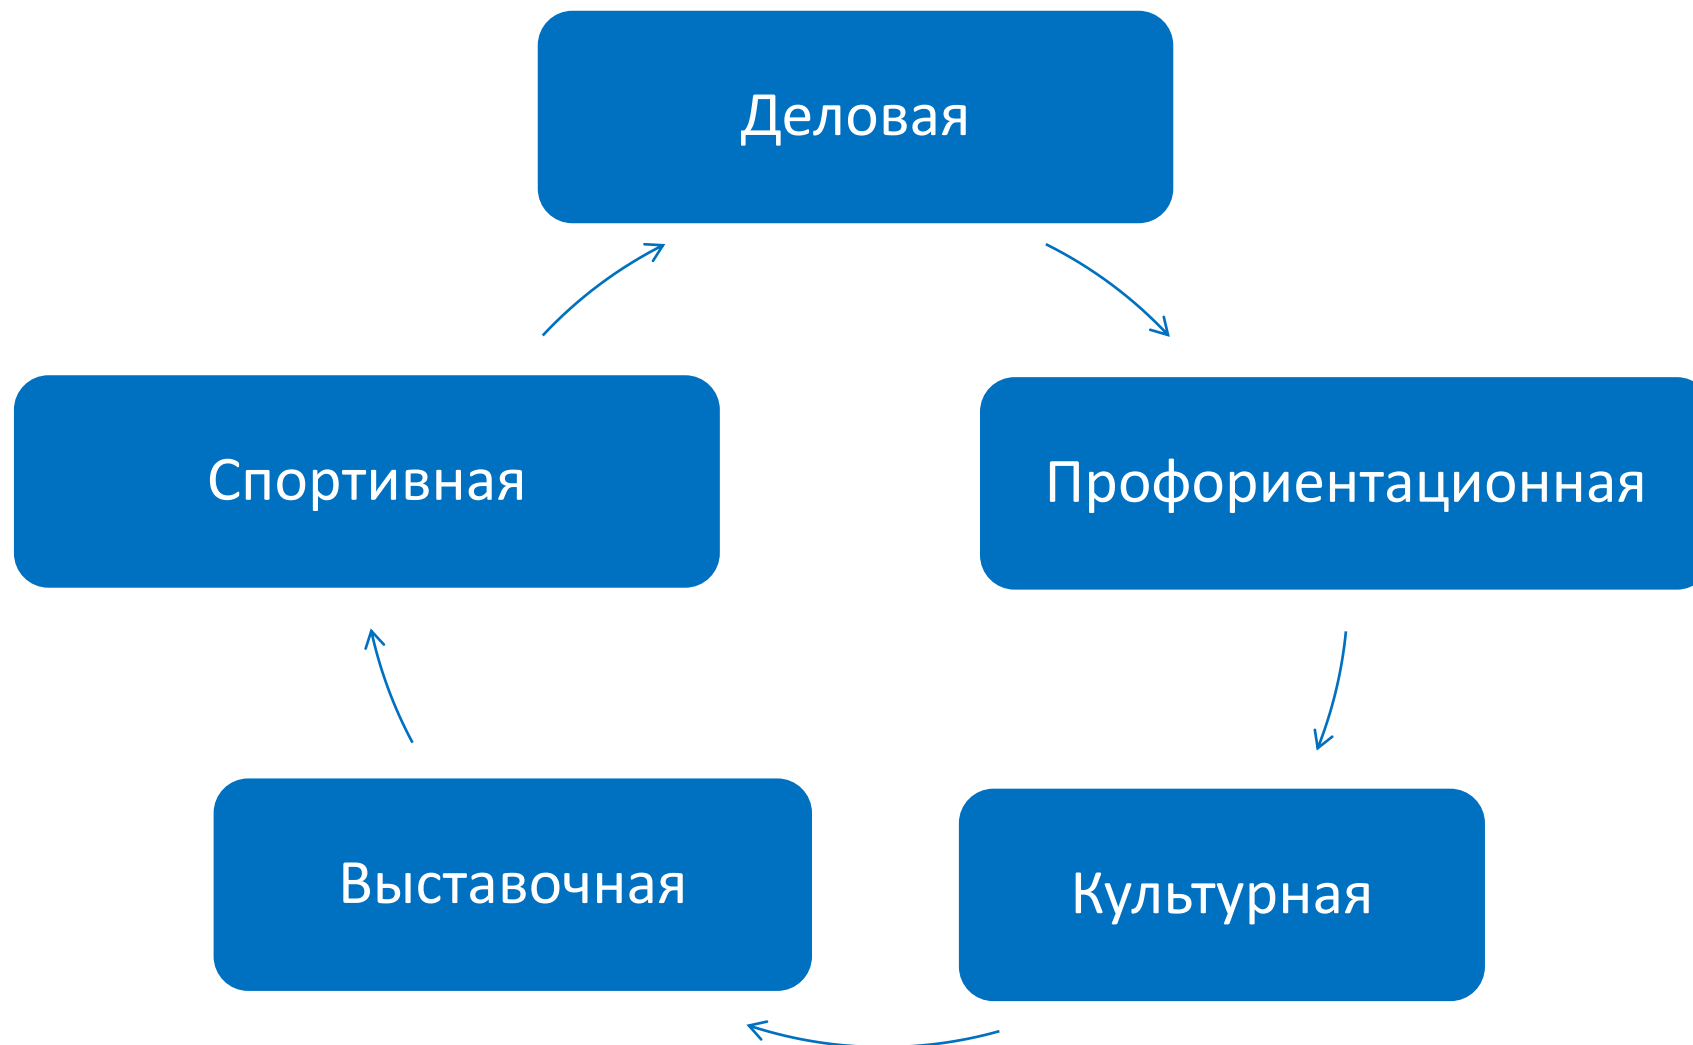 Деловая
Спортивная
Профориентационная
Выставочная
Культурная